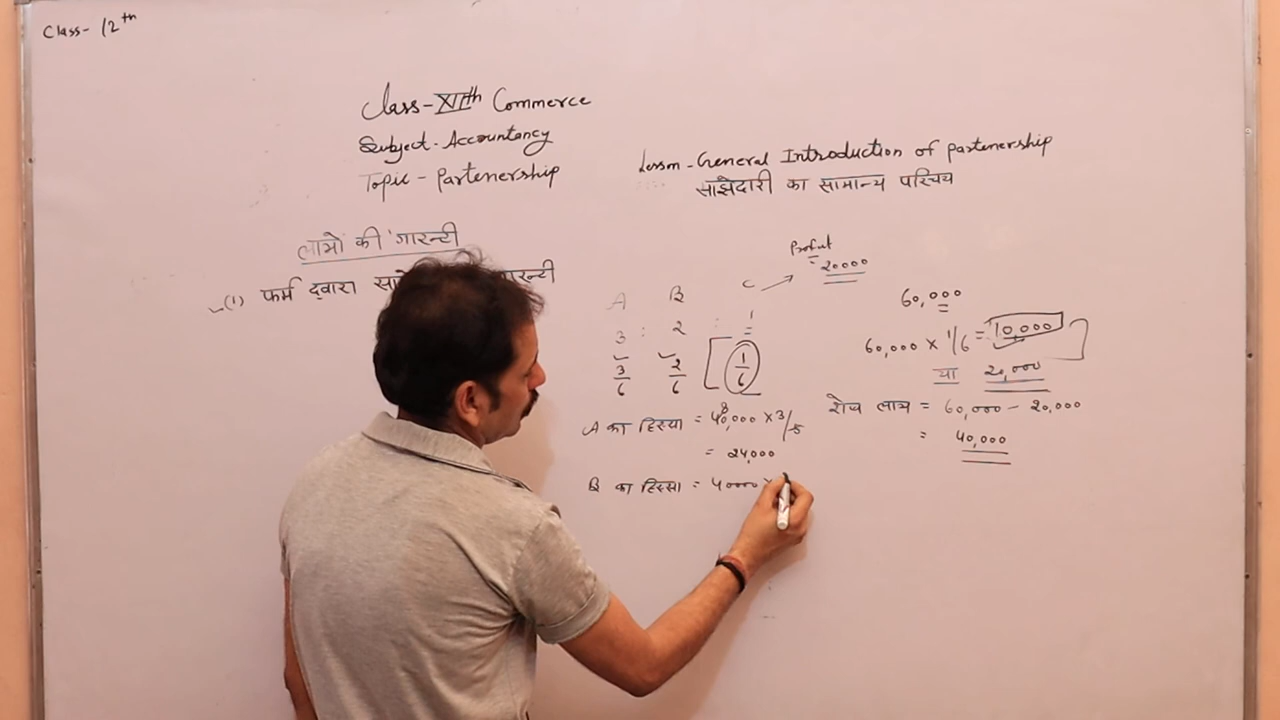 Class- 12th
Class-XIIth Commerce
Subject- Accountancy
Topic- Partenership
Lesson-General Introduction of partenership
साझेदारी का सामान्य परिचय
लाभो की गारन्टी
(1) फर्म द्वारा
A B C → Profit = 20000
3 : 2 : 1
3/6 2/6 1/6
60,000
60,000 × 1/6 = 10,000
या 20,000
शेष लाभ = 60,000 - 20,000
= 40,000
A का हिस्सा = 40,000 × 3/5
8
= 24,000
B का हिस्सा = 40000 ×